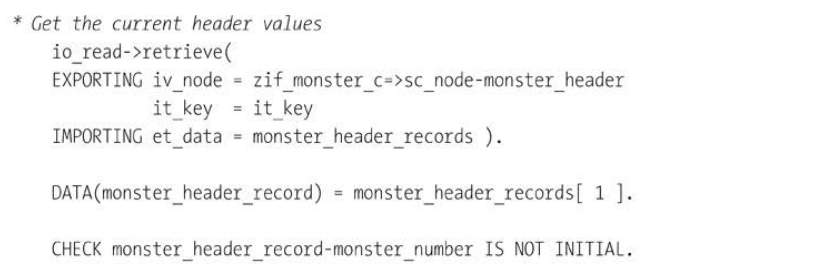 * Get the current header values
io_read->retrieve(
EXPORTING iv_node = zif_monster_c=>sc_node-monster_header
it_key = it_key
IMPORTING et_data = monster_header_records ).
DATA(monster_header_record) = monster_header_records[ 1 ].
CHECK monster_header_record-monster_number IS NOT INITIAL.